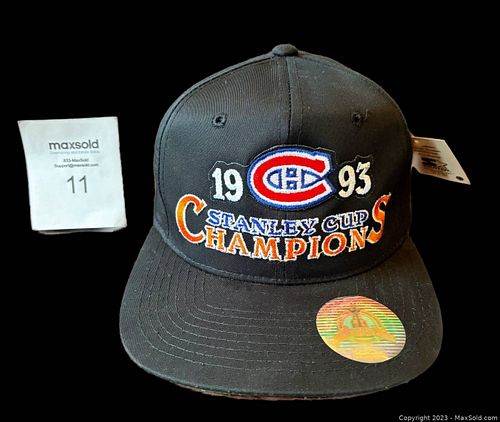 maxsold
833-MaxSold
Support@maxsold.com
11
19 CH 93
STANLEY CUP
CHAMPIONS
Copyright © 2023 - MaxSold.com